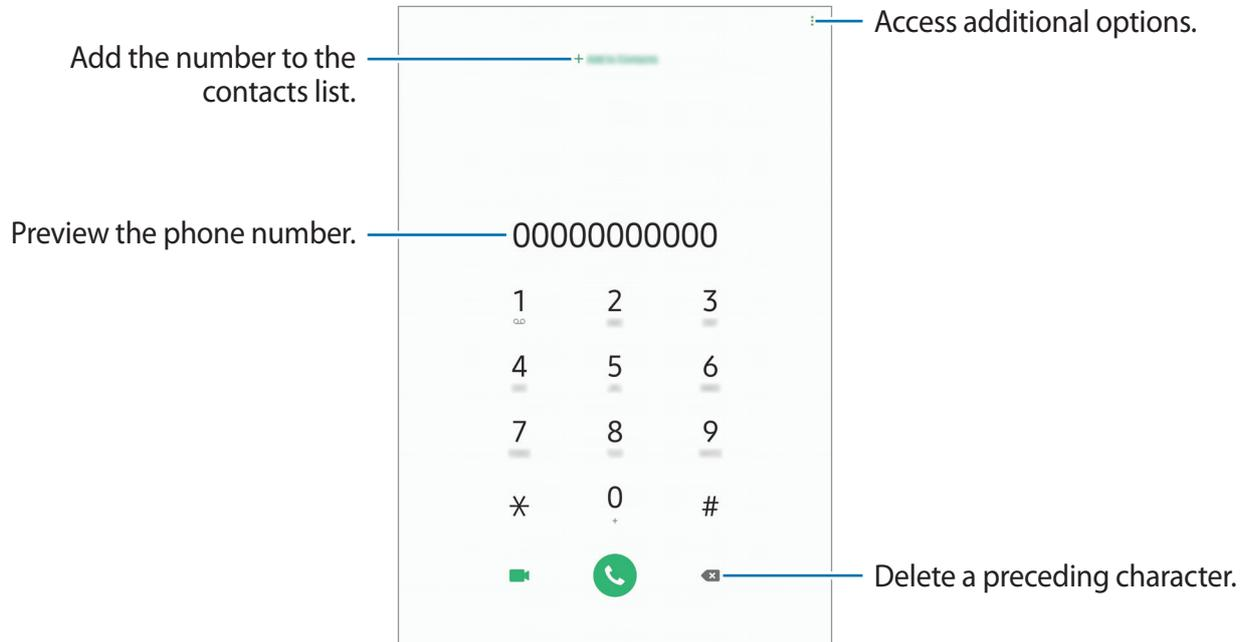 Access additional options.
Add the number to the
contacts list.
Preview the phone number.
00000000000
1 2 3
4 5 6
7 8 9
* 0 #
+
Delete a preceding character.